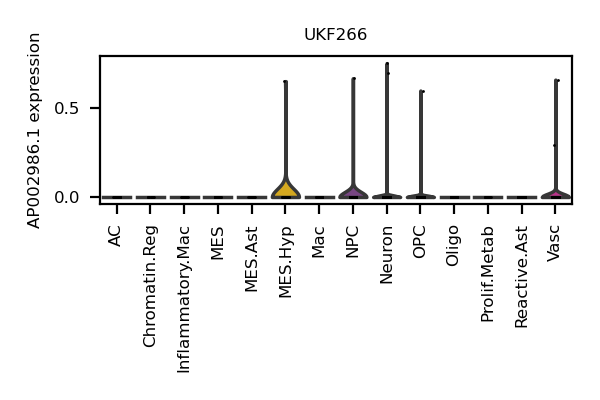 UKF266
AP002986.1 expression
0.5
0.0
AC
Chromatin.Reg
Inflammatory.Mac
MES
MES.Ast
MES.Hyp
Mac
NPC
Neuron
OPC
Oligo
Prolif.Metab
Reactive.Ast
Vasc